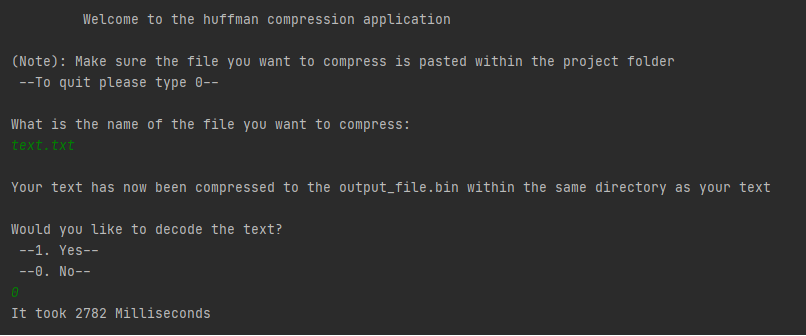 Welcome to the huffman compression application
(Note): Make sure the file you want to compress is pasted within the project folder
--To quit please type 0--
What is the name of the file you want to compress:
text.txt
Your text has now been compressed to the output_file.bin within the same directory as your text
Would you like to decode the text?
--1. Yes--
--0. No--
0
It took 2782 Milliseconds